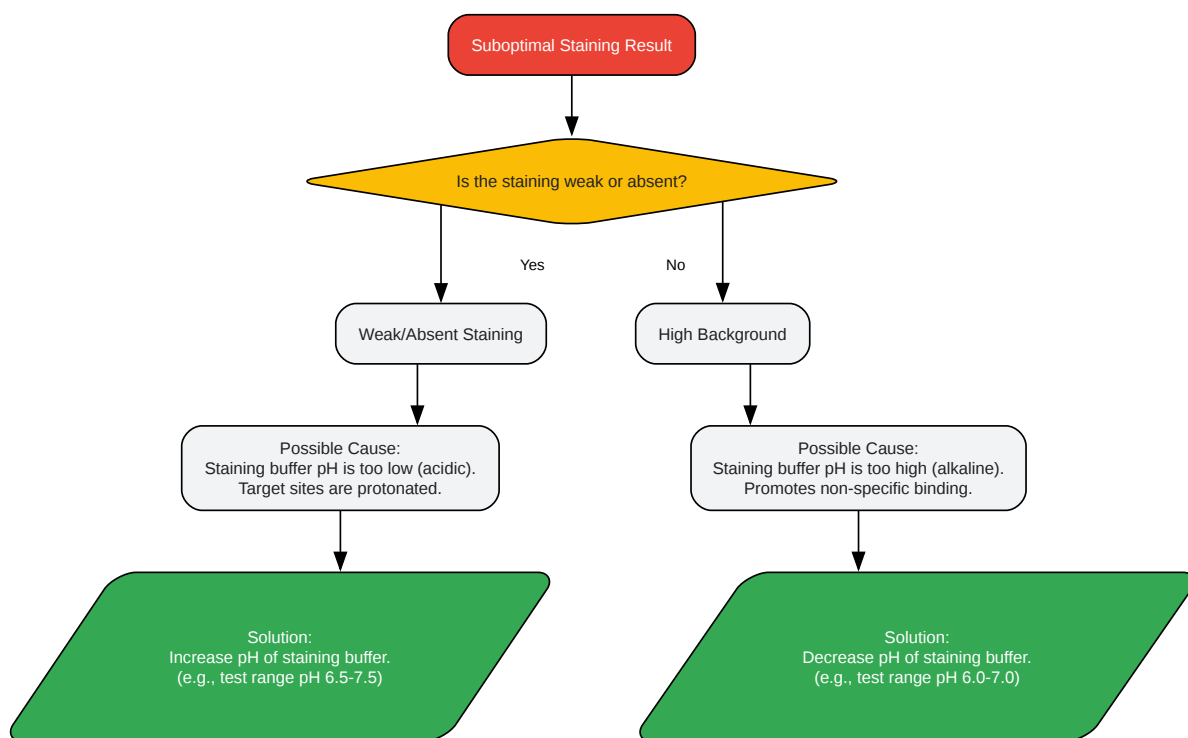 Suboptimal Staining Result
Is the staining weak or absent?
Yes
No
Weak/Absent Staining
High Background
Possible Cause:
Staining buffer pH is too low (acidic).
Target sites are protonated.
Possible Cause:
Staining buffer pH is too high (alkaline).
Promotes non-specific binding.
Solution:
Increase pH of staining buffer.
(e.g., test range pH 6.5-7.5)
Solution:
Decrease pH of staining buffer.
(e.g., test range pH 6.0-7.0)